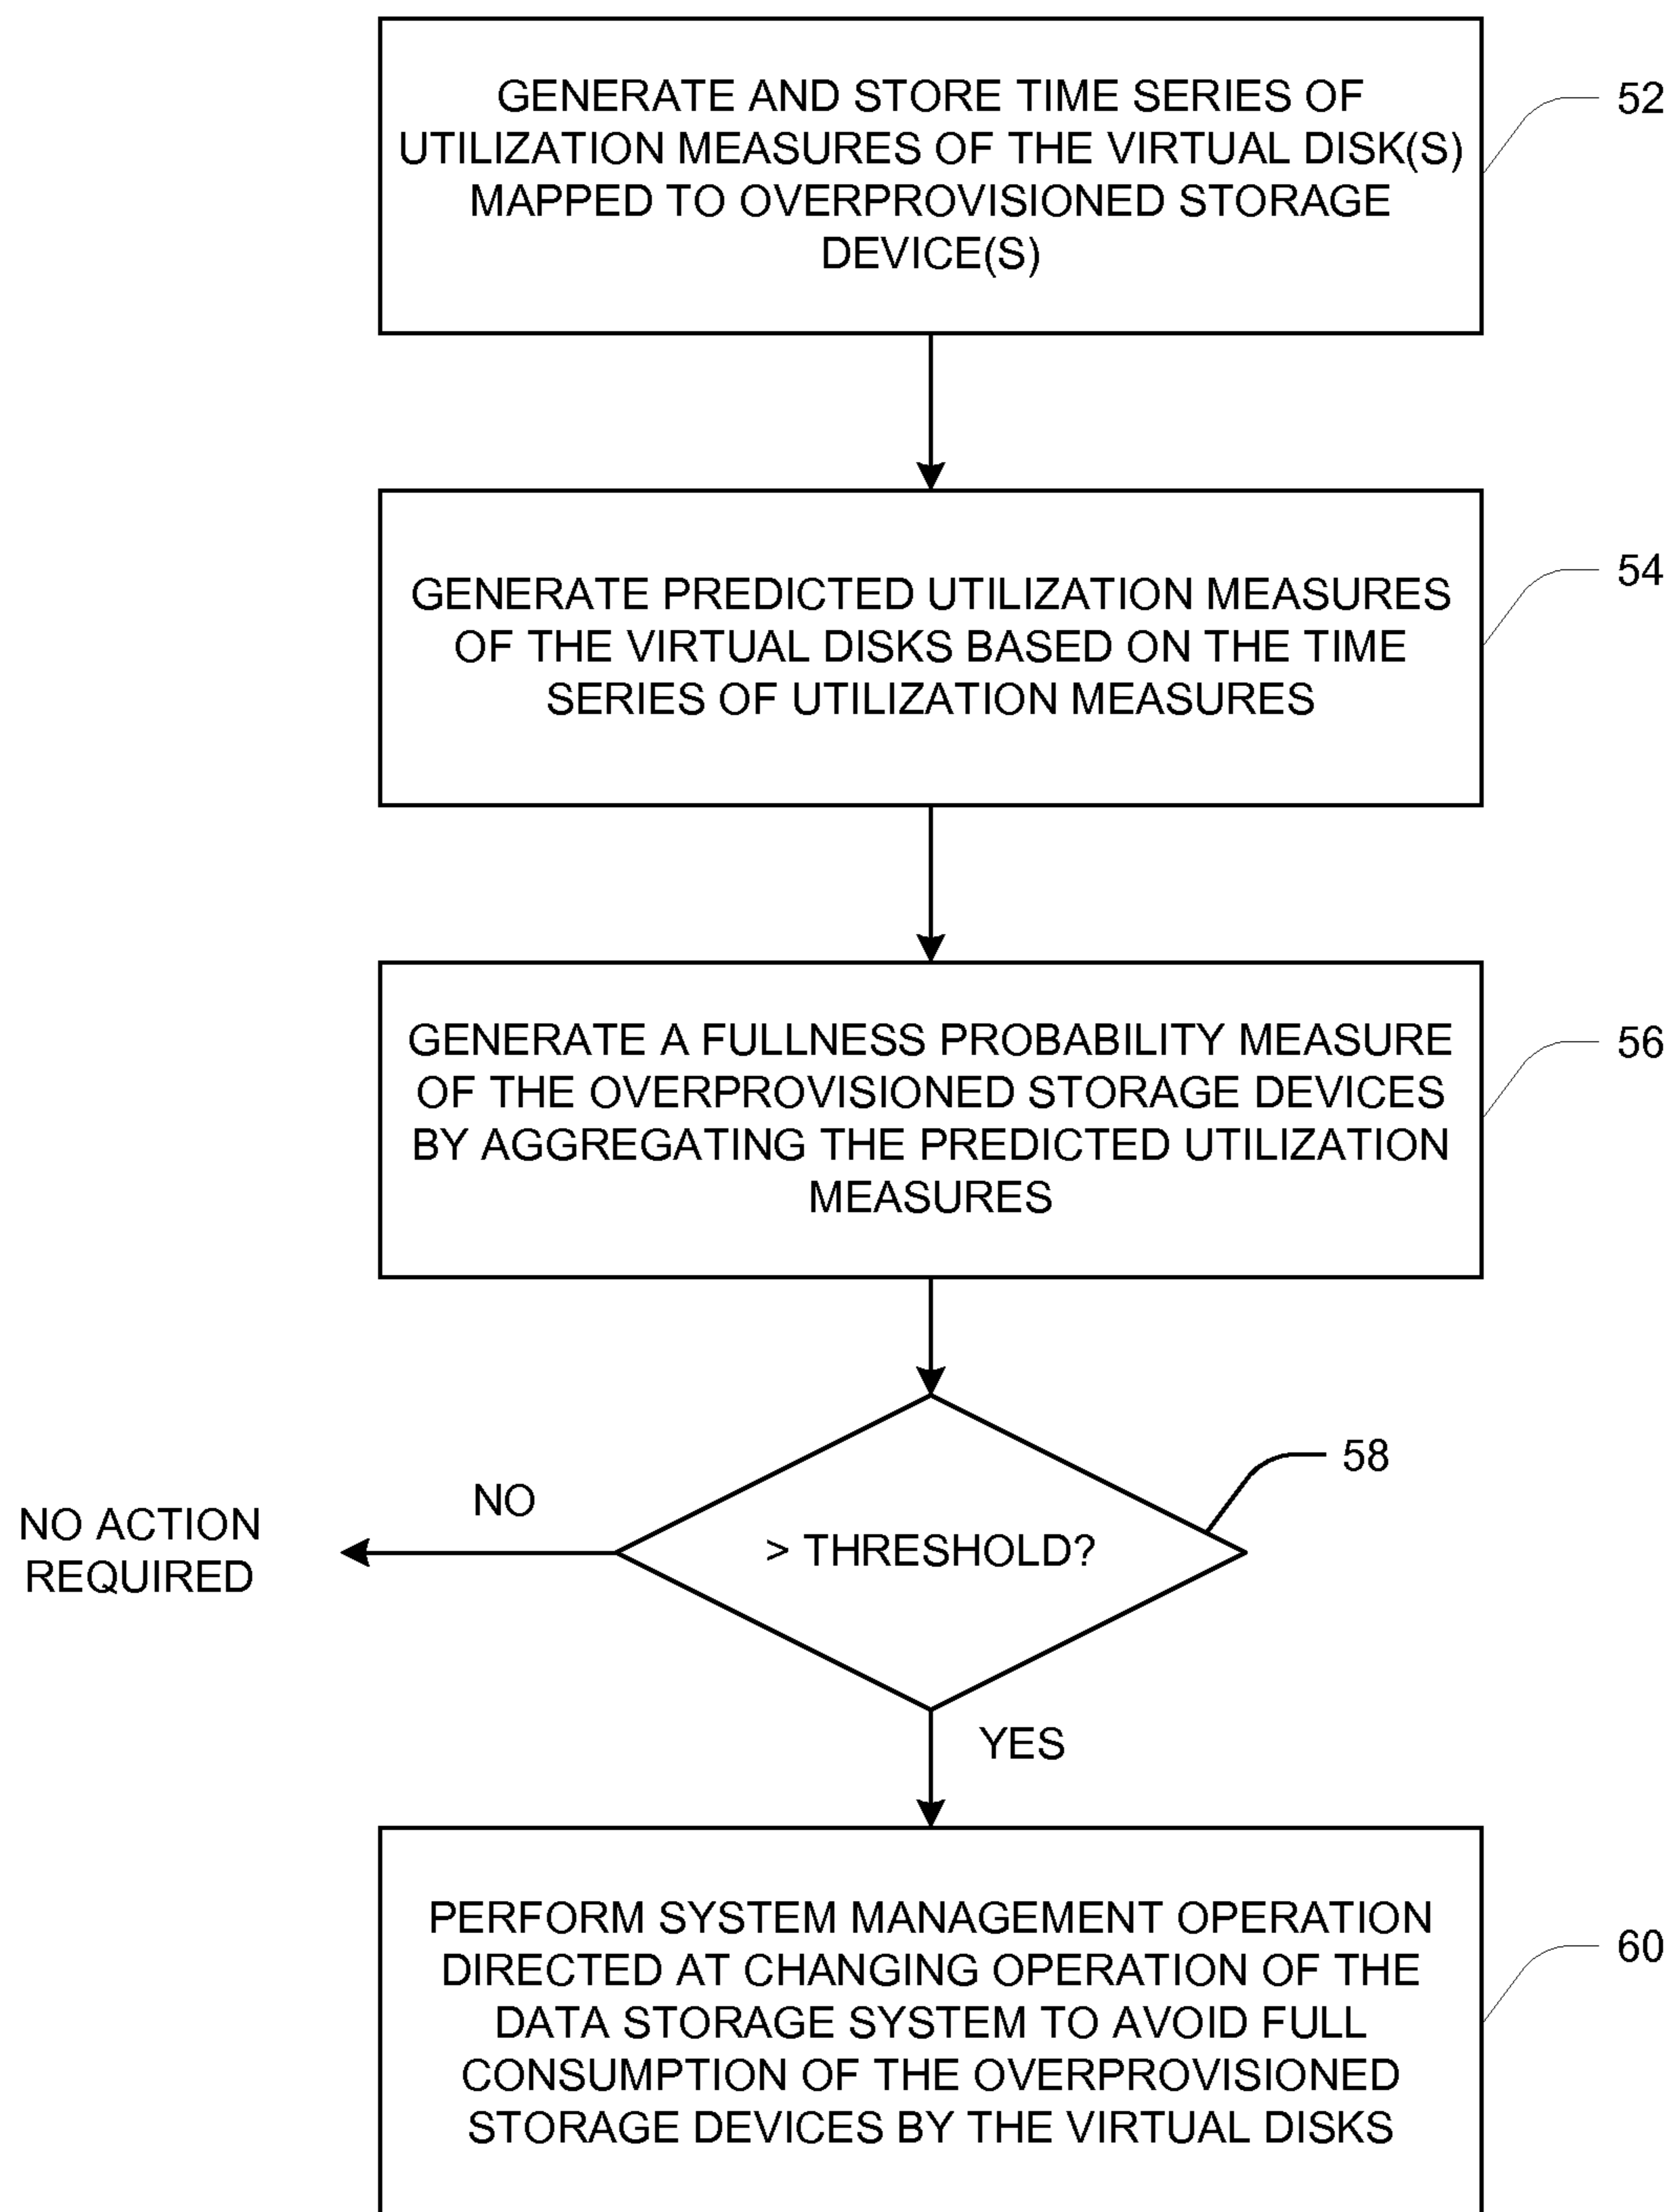 GENERATE AND STORE TIME SERIES OF
UTILIZATION MEASURES OF THE VIRTUAL DISK(S)
MAPPED TO OVERPROVISIONED STORAGE
DEVICE(S)
52
GENERATE PREDICTED UTILIZATION MEASURES
OF THE VIRTUAL DISKS BASED ON THE TIME
SERIES OF UTILIZATION MEASURES
54
GENERATE A FULLNESS PROBABILITY MEASURE
OF THE OVERPROVISIONED STORAGE DEVICES
BY AGGREGATING THE PREDICTED UTILIZATION
MEASURES
56
> THRESHOLD?
58
NO
NO ACTION
REQUIRED
YES
PERFORM SYSTEM MANAGEMENT OPERATION
DIRECTED AT CHANGING OPERATION OF THE
DATA STORAGE SYSTEM TO AVOID FULL
CONSUMPTION OF THE OVERPROVISIONED
STORAGE DEVICES BY THE VIRTUAL DISKS
60